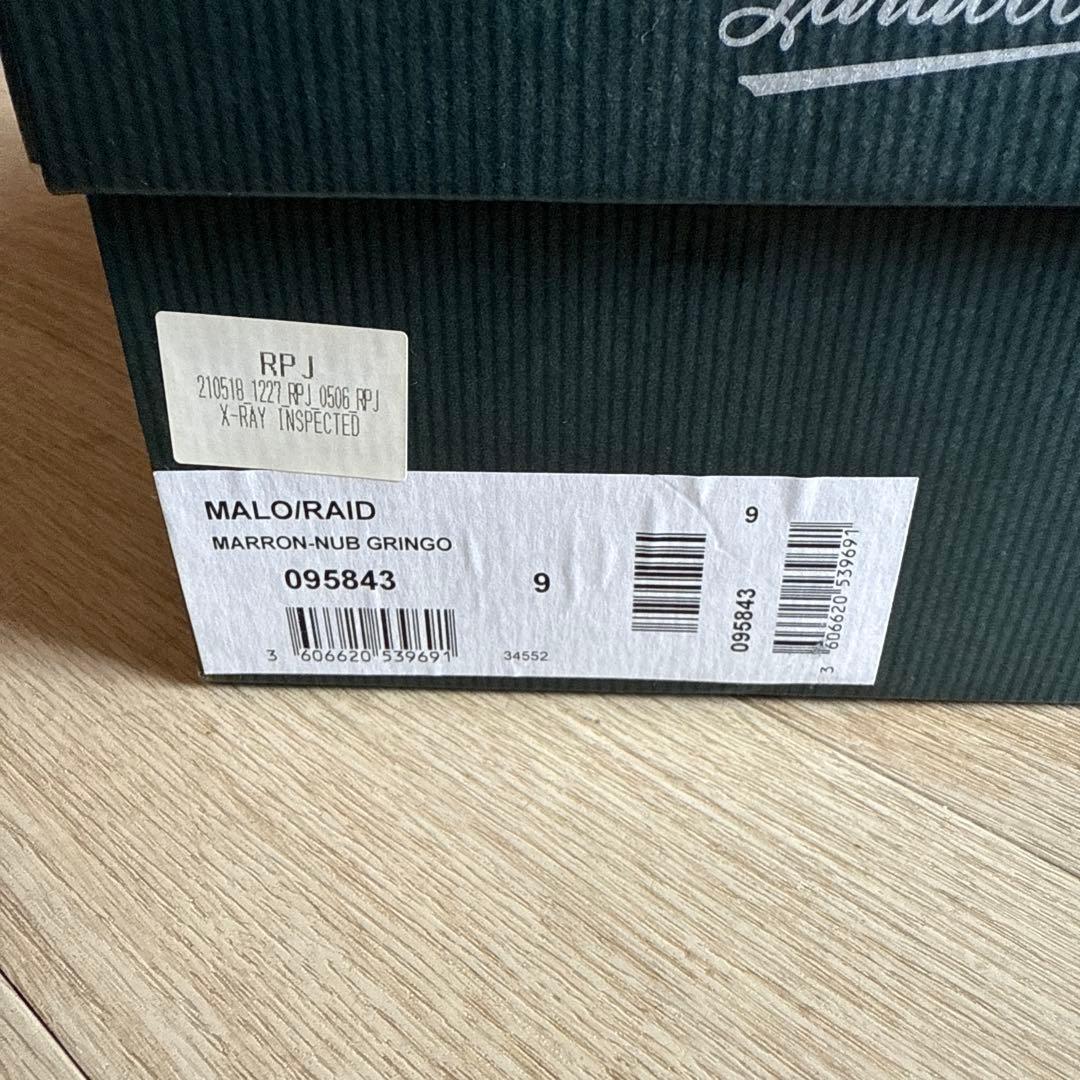 RPJ
210518_1227_RPJ_0506_RPJ
X-RAY INSPECTED
MALO/RAID
MARRON-NUB GRINGO
095843
9
3 606620 539691
34552
9
095843
3 606620 539691